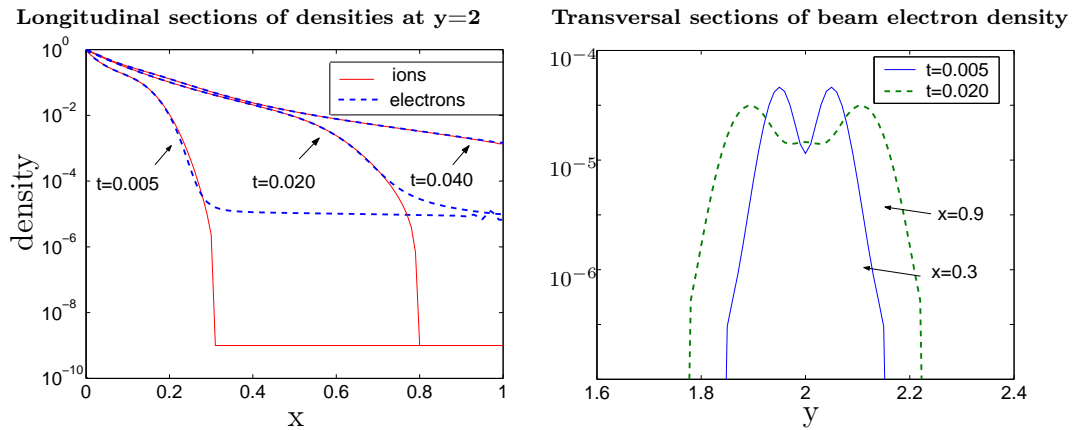 Longitudinal sections of densities at y=2
10^0
10^-2
10^-4
10^-6
10^-8
10^-10
density
ions
electrons
t=0.005
t=0.020
t=0.040
0
0.2
0.4
0.6
0.8
1
x
Transversal sections of beam electron density
10^-4
10^-5
10^-6
t=0.005
t=0.020
x=0.9
x=0.3
1.6
1.8
2
2.2
2.4
y